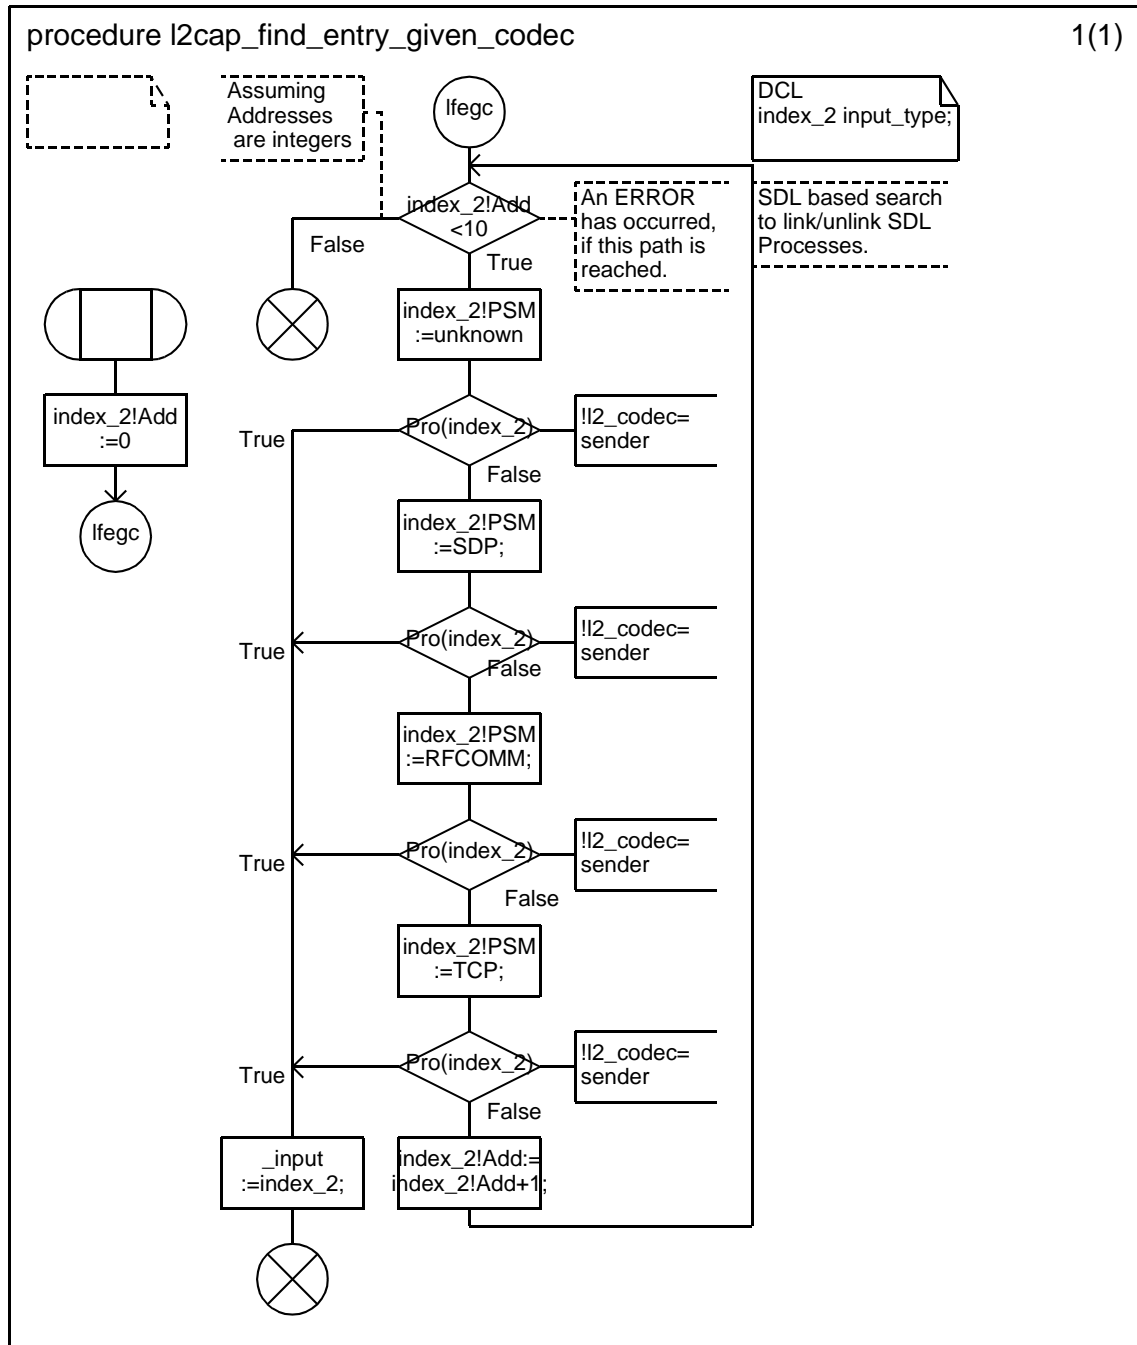 procedure l2cap_find_entry_given_codec
1(1)
Assuming
Addresses
are integers
lfegc
DCL
index_2 input_type;
index_2!Add
<10
An ERROR
has occurred,
if this path is
reached.
SDL based search
to link/unlink SDL
Processes.
False
True
index_2!PSM
:=unknown
index_2!Add
:=0
True
Pro(index_2)
!l2_codec=
sender
False
lfegc
index_2!PSM
:=SDP;
True
Pro(index_2)
!l2_codec=
sender
False
index_2!PSM
:=RFCOMM;
True
Pro(index_2)
!l2_codec=
sender
False
index_2!PSM
:=TCP;
True
Pro(index_2)
!l2_codec=
sender
False
_input
:=index_2;
index_2!Add:=
index_2!Add+1;